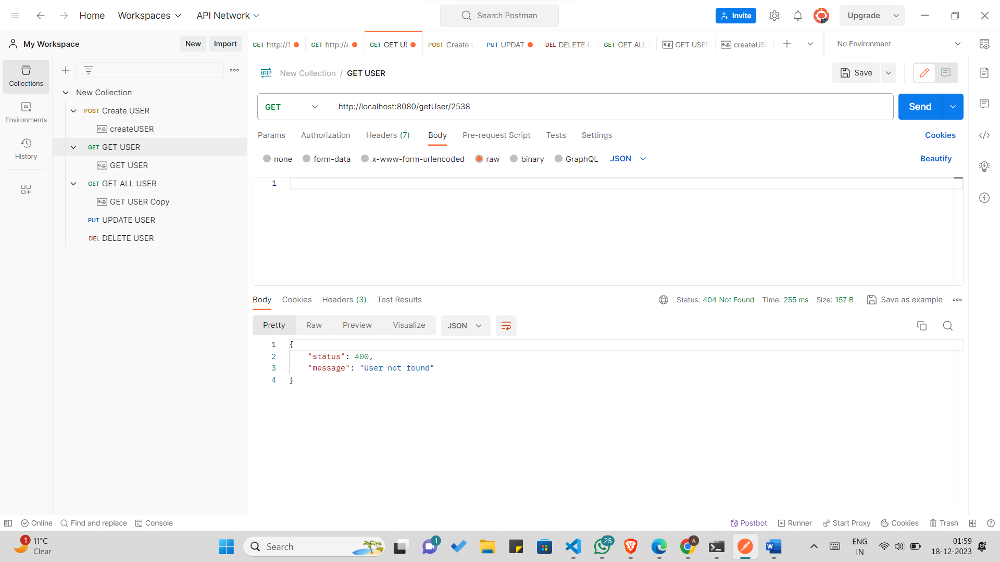 Home Workspaces API Network Search Postman Invite Upgrade
My Workspace New Import GET http://1 GET http://a GET GET US POST Create U PUT UPDAT DEL DELETE U GET GET ALL e.g. GET USER e.g. createUSE No Environment
Collections
Environments
History
New Collection
POST Create USER
e.g. createUSER
GET GET USER
e.g. GET USER
GET GET ALL USER
e.g. GET USER Copy
PUT UPDATE USER
DEL DELETE USER
HTTP New Collection / GET USER Save
GET http://localhost:8080/getUser/2538 Send
Params Authorization Headers (7) Body Pre-request Script Tests Settings Cookies
none form-data x-www-form-urlencoded raw binary GraphQL JSON Beautify
1
Body Cookies Headers (3) Test Results Status: 404 Not Found Time: 255 ms Size: 157 B Save as example
Pretty Raw Preview Visualize JSON
1 {
2 "status": 400,
3 "message": "User not found"
4 }
Online Find and replace Console Postbot Runner Start Proxy Cookies Trash
1 11°C
Clear
Search
1
25
A
W
ENG
IN
01:59
18-12-2023